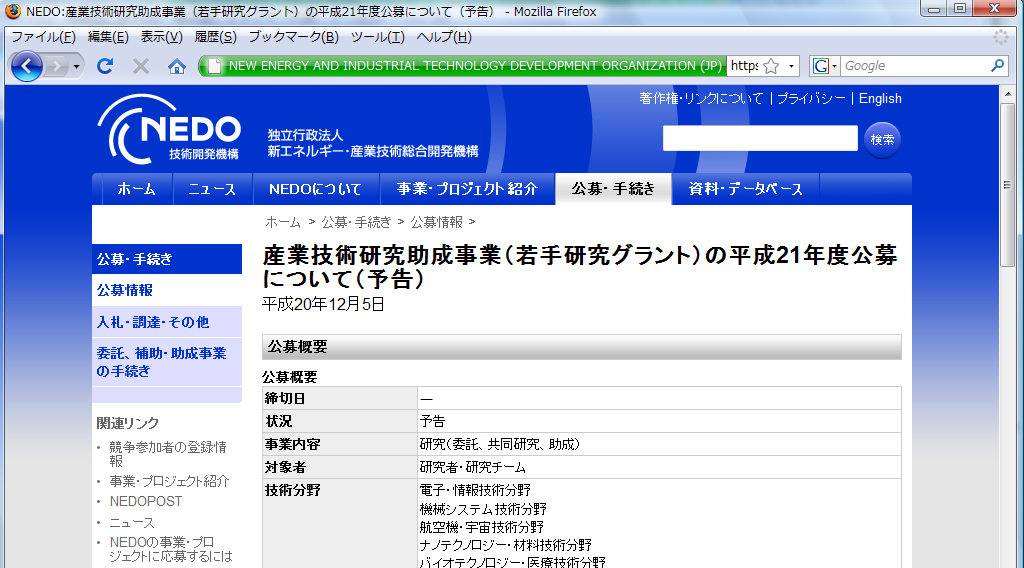 NEDO:産業技術研究助成事業（若手研究グラント）の平成21年度公募について（予告） - Mozilla Firefox
ファイル(F) 編集(E) 表示(V) 履歴(S) ブックマーク(B) ツール(T) ヘルプ(H)
NEW ENERGY AND INDUSTRIAL TECHNOLOGY DEVELOPMENT ORGANIZATION (JP) https
G Google
著作権・リンクについて | プライバシー | English
NEDO
技術開発機構
独立行政法人
新エネルギー・産業技術総合開発機構
検索
ホーム ニュース NEDOについて 事業・プロジェクト紹介 公募・手続き 資料・データベース
ホーム > 公募・手続き > 公募情報 >
公募・手続き
公募情報
入札・調達・その他
委託、補助・助成事業
の手続き
関連リンク
・ 競争参加者の登録情
報
・ 事業・プロジェクト紹介
・ NEDOPOST
・ ニュース
・ NEDOの事業・プロ
ジェクトに応募するには
産業技術研究助成事業（若手研究グラント）の平成21年度公募
について（予告）
平成20年12月5日
公募概要
公募概要
締切日 ―
状況 予告
事業内容 研究（委託、共同研究、助成）
対象者 研究者・研究チーム
技術分野 電子・情報技術分野
機械システム技術分野
航空機・宇宙技術分野
ナノテクノロジー・材料技術分野
バイオテクノロジー・医療技術分野